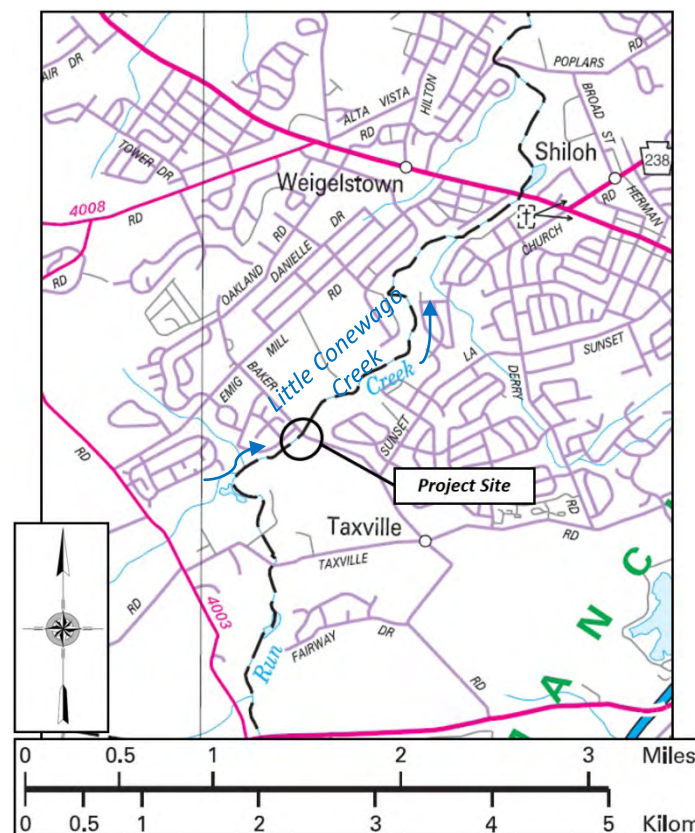 POPLARS RD
AIR DR
ALTA VISTA RD
HILTON
BROAD ST
TOWER DR
Shiloh
238
Weigelstown
HERMAN RD
4008
RD
DR
CHURCH
RD
OAKLAND RD
DANIELLE
RD
Little Conewago
Creek
MILL
SUNSET
EMIG
BAKER
Creek
LA
DERRY
SUNSET
RD
Project Site
Taxville
RD
RD
TAXVILLE
4003
RD
FAIRWAY DR
Run
RD
A N C
0 0.5 1 2 3 Miles
0 0.5 1 2 3 4 5 Kilom